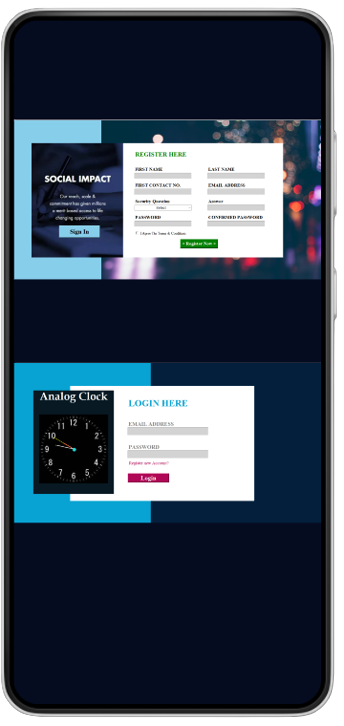 REGISTER HERE
FIRST NAME LAST NAME
SOCIAL IMPACT
FIRST CONTACT NO. EMAIL ADDRESS
Our reach, scale &
commitment has given millions
a merit based access to life
changing opportunities.
Security Question Answer
Select
Sign In
PASSWORD CONFIRMED PASSWORD
I Agree The Terms & Condition
+ Register Now +
Analog Clock
12
1
2
3
4
5
6
7
8
9
10
11
LOGIN HERE
EMAIL ADDRESS
PASSWORD
Register new Account?
Login